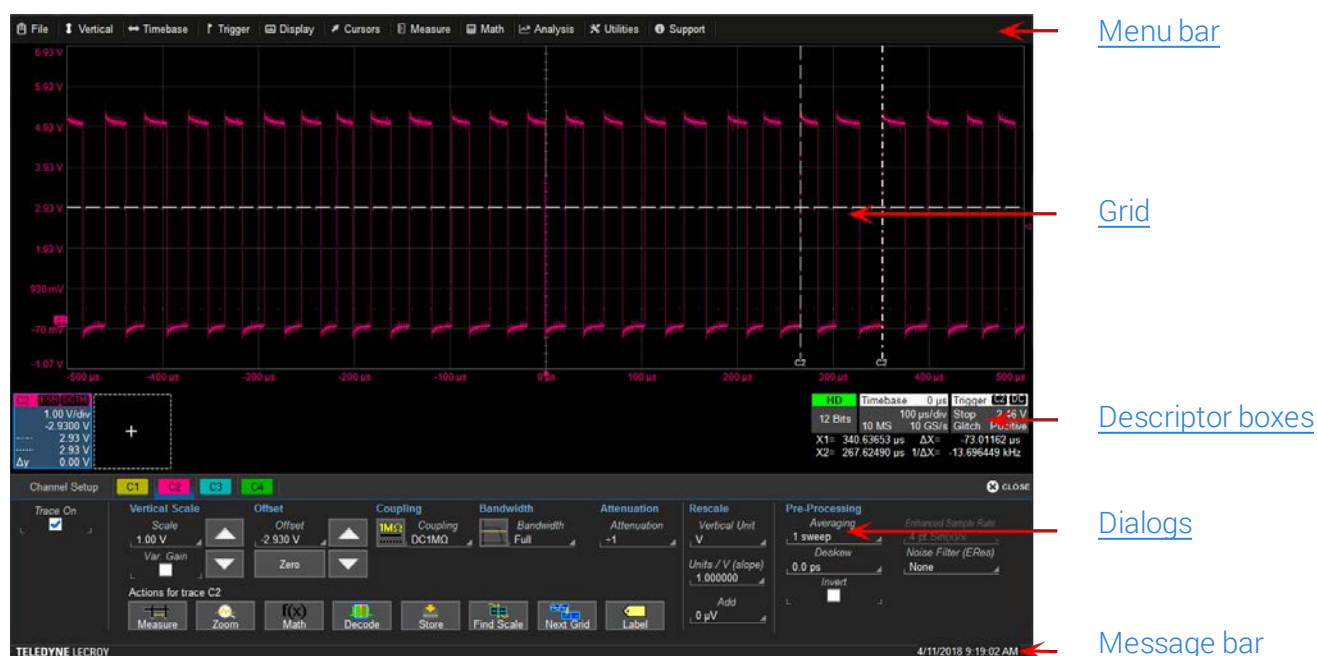 File Vertical Timebase Trigger Display Cursors Measure Math Analysis Utilities Support
Menu bar
6.93 V
5.93 V
4.93 V
3.93 V
2.93 V
1.93 V
930 mV
-70 mV
-1.07 V
Grid
C2 C2
-500 µs -400 µs -300 µs -200 µs -100 µs 0 µs 100 µs 200 µs 300 µs 400 µs 500 µs
C2 ESR DC1M
1.00 V/div
-2.9300 V
2.93 V
2.93 V
Δy 0.00 V
+
HD
12 Bits
Timebase 0 µs
100 µs/div
10 MS 10 GS/s
Trigger C2 DC
Stop 2.46 V
Glitch Positive
X1= 340.63653 µs ΔX= -73.01162 µs
X2= 267.62490 µs 1/ΔX= -13.696449 kHz
Descriptor boxes
Channel Setup C1 C2 C3 C4 CLOSE
Trace On
Vertical Scale
Scale
1.00 V
Var. Gain
Offset
Offset
-2.930 V
Zero
Coupling
1MΩ
Coupling
DC1MΩ
Bandwidth
Bandwidth
Full
Attenuation
Attenuation
÷1
Rescale
Vertical Unit
V
Units / V (slope)
1.000000
Add
0 µV
Pre-Processing
Averaging
1 sweep
Deskew
0.0 ps
Invert
Enhanced Sample Rate
Noise Filter (ERes)
None
Dialogs
Actions for trace C2
Measure Zoom f(x) Math Decode Store Find Scale Next Grid Label
TELEDYNE LECROY 4/11/2018 9:19:02 AM
Message bar